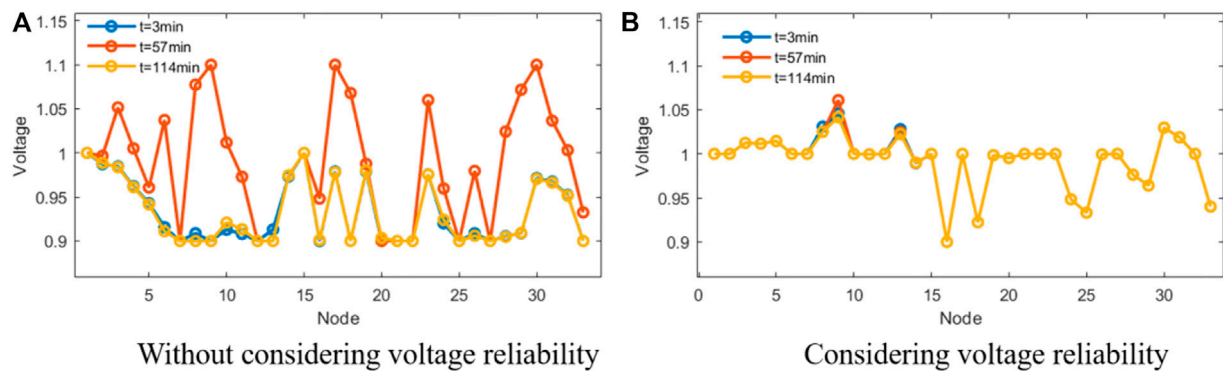 A
1.15
1.1
1.05
1
0.95
0.9
Voltage
t=3min
t=57min
t=114min
5
10
15
20
25
30
Node
Without considering voltage reliability
B
1.15
1.1
1.05
1
0.95
0.9
Voltage
t=3min
t=57min
t=114min
0
5
10
15
20
25
30
Node
Considering voltage reliability